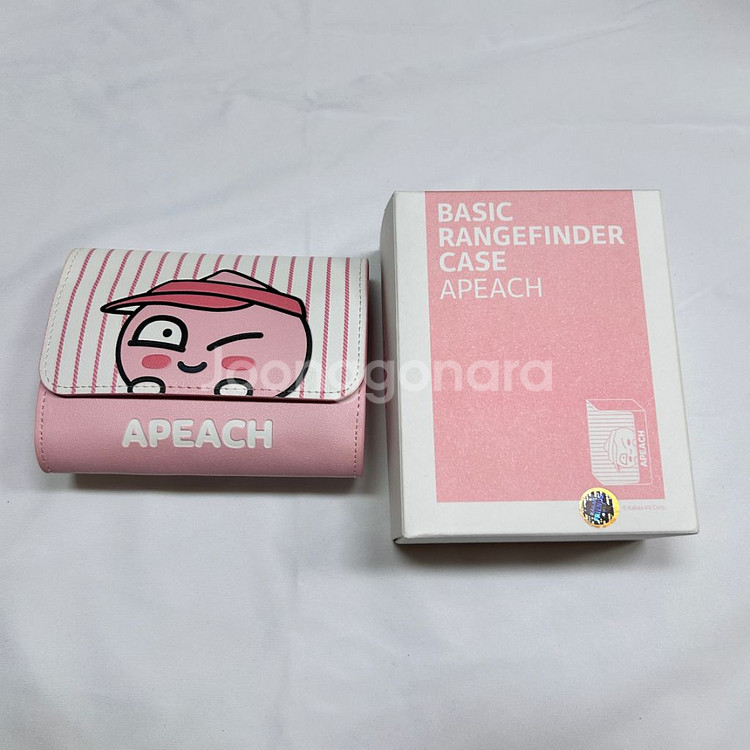 BASIC
RANGEFINDER
CASE
APEACH
APEACH
APEACH
Joonggonara